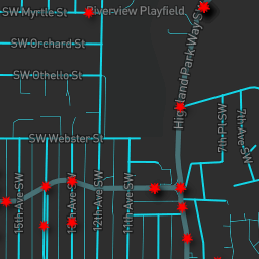 SW Myrtle St
Riverview Playfield
SW Orchard St
SW Othello St
Highland Park Way S
7th Pl SW
7th Ave SW
SW Webster St
15th Ave SW
13th Ave SW
12th Ave SW
11th Ave SW